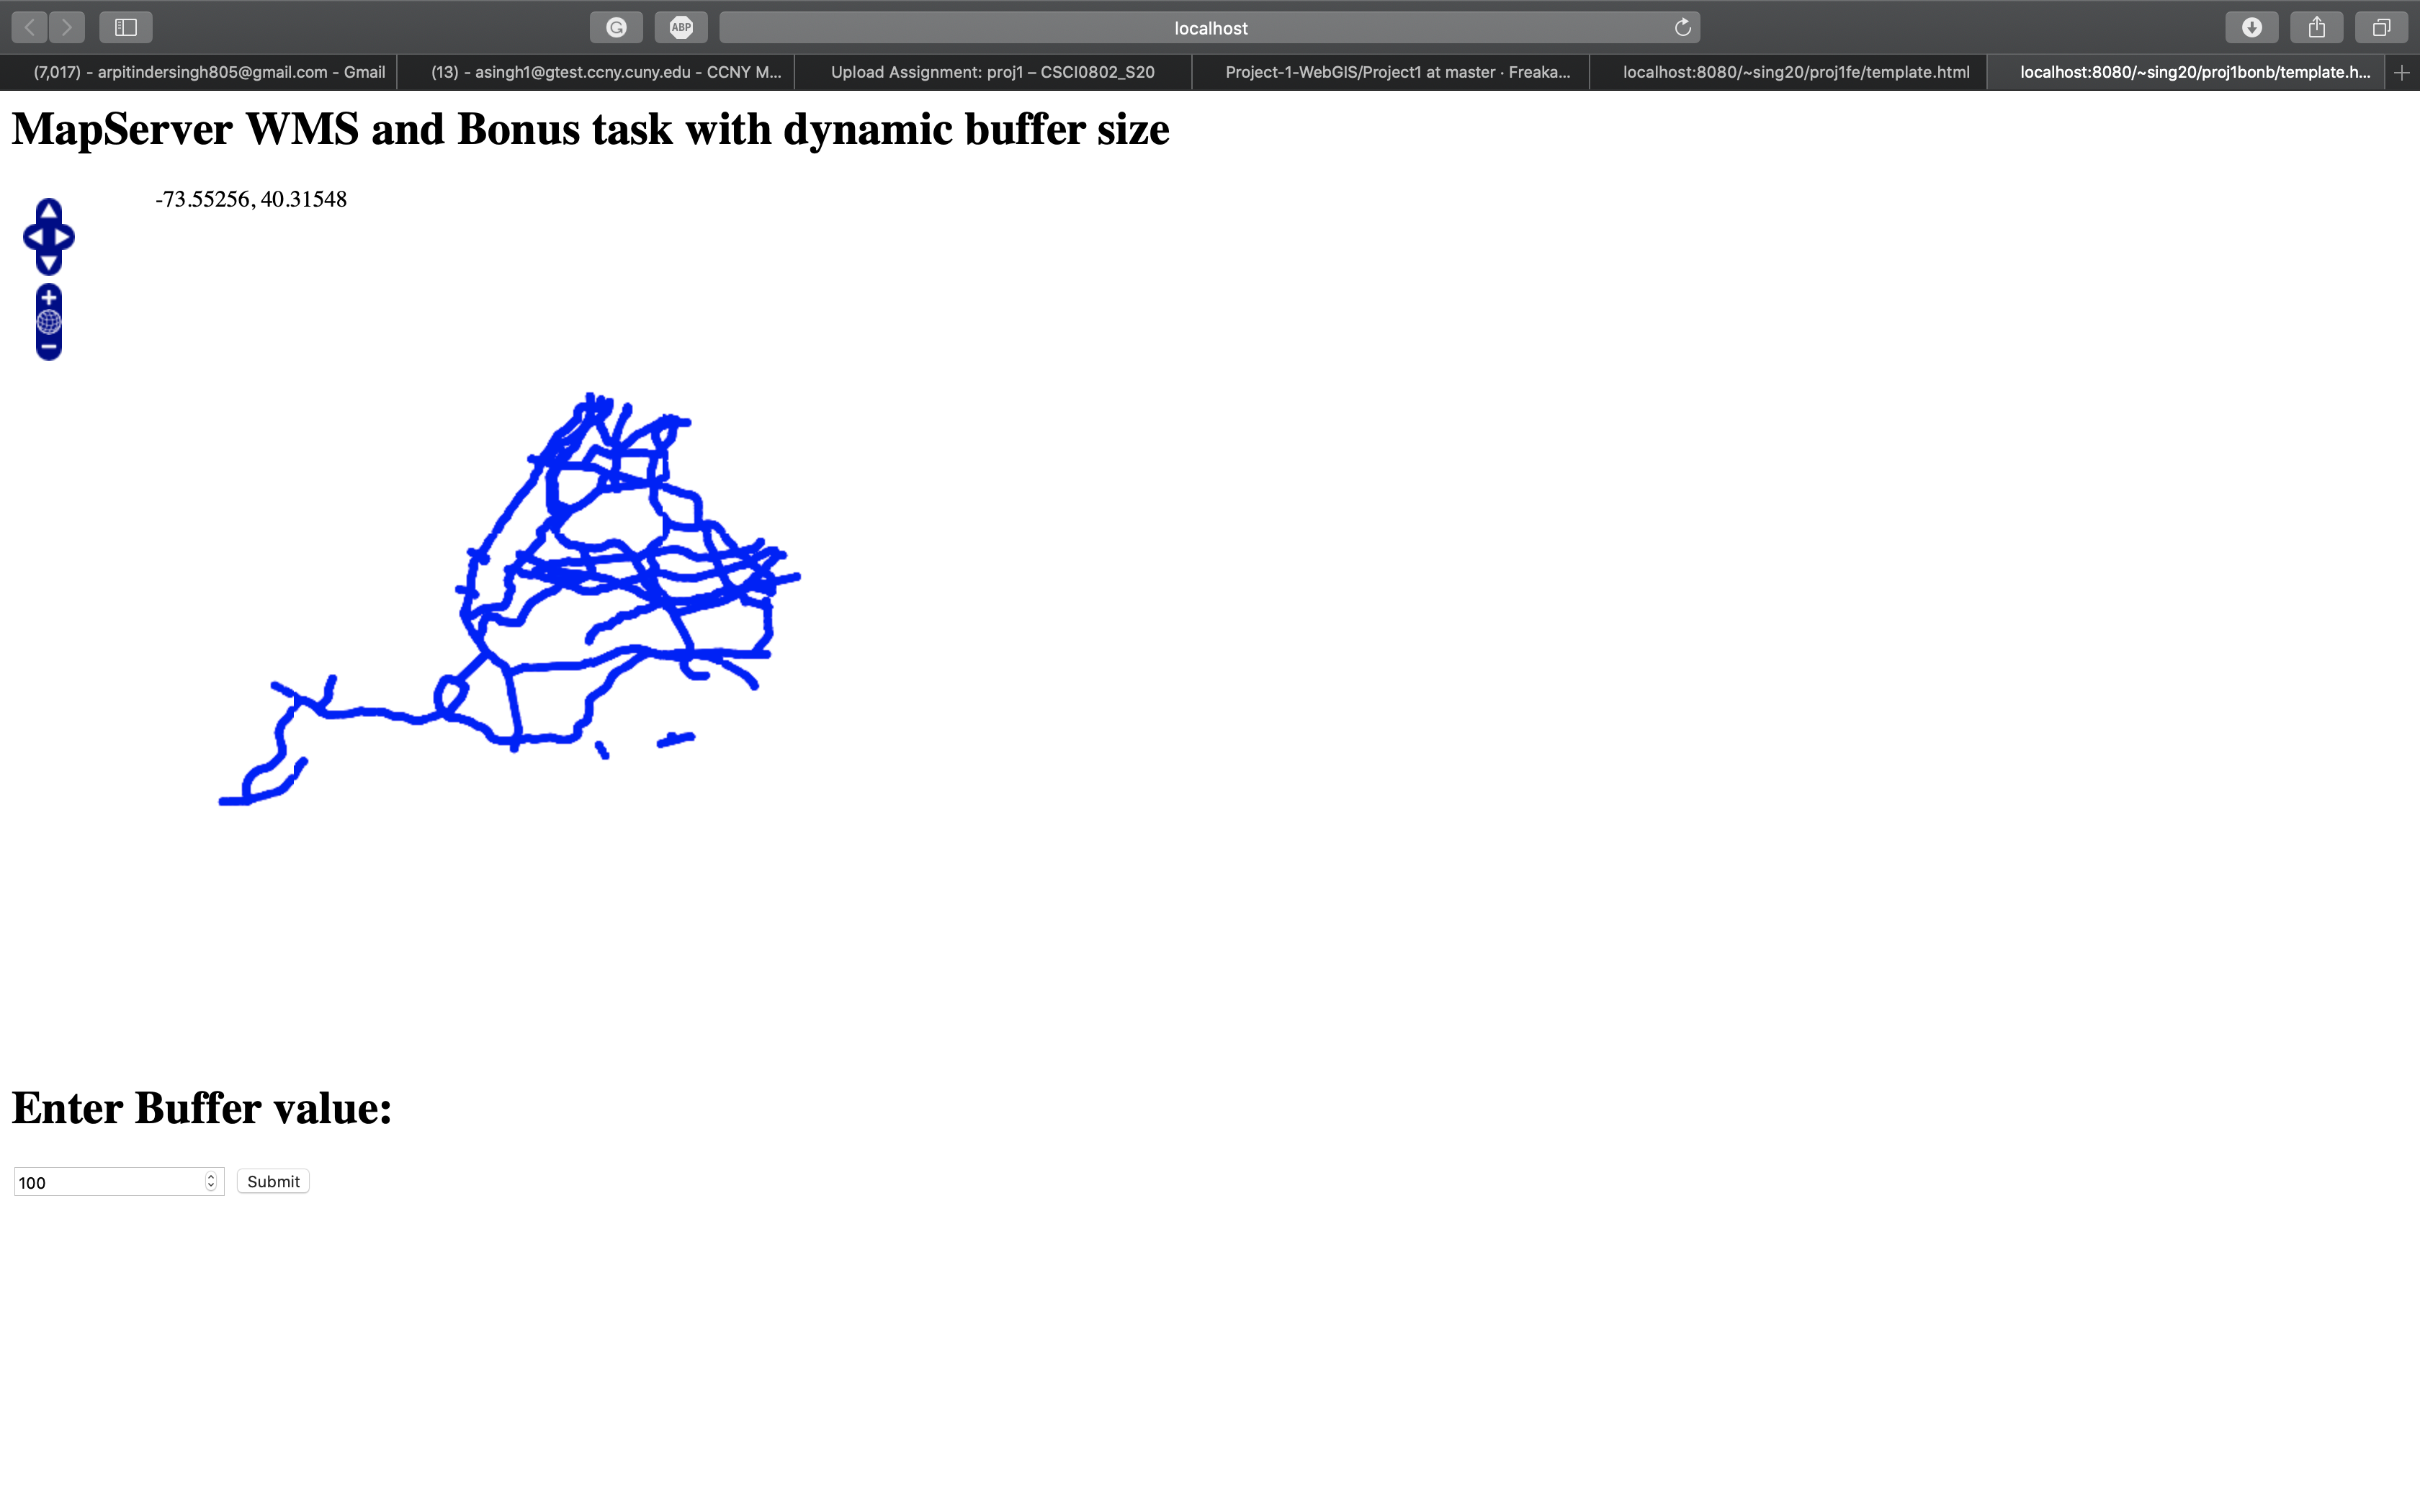 ABP
localhost
(7,017) - arpitindersingh805@gmail.com - Gmail
(13) - asingh1@gtest.ccny.cuny.edu - CCNY M...
Upload Assignment: proj1 – CSCI0802_S20
Project-1-WebGIS/Project1 at master · Freaka...
localhost:8080/~sing20/proj1fe/template.html
localhost:8080/~sing20/proj1bonb/template.h...
MapServer WMS and Bonus task with dynamic buffer size
-73.55256, 40.31548
Enter Buffer value:
100
Submit